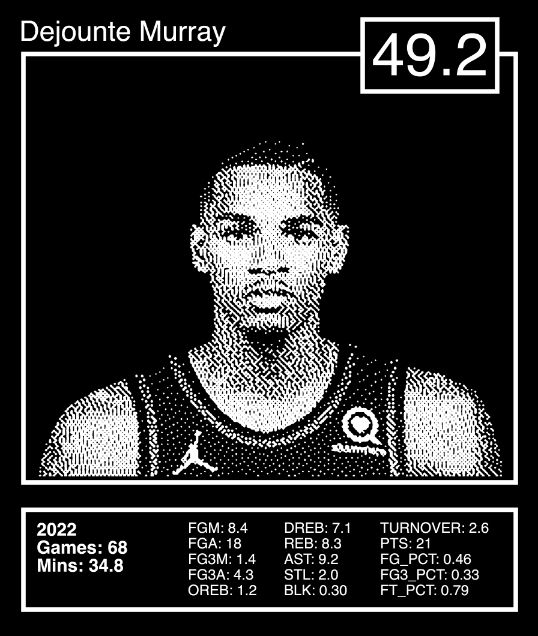 Dejounte Murray
49.2
2022
Games: 68
Mins: 34.8
FGM: 8.4
FGA: 18
FG3M: 1.4
FG3A: 4.3
OREB: 1.2
DREB: 7.1
REB: 8.3
AST: 9.2
STL: 2.0
BLK: 0.30
TURNOVER: 2.6
PTS: 21
FG_PCT: 0.46
FG3_PCT: 0.33
FT_PCT: 0.79